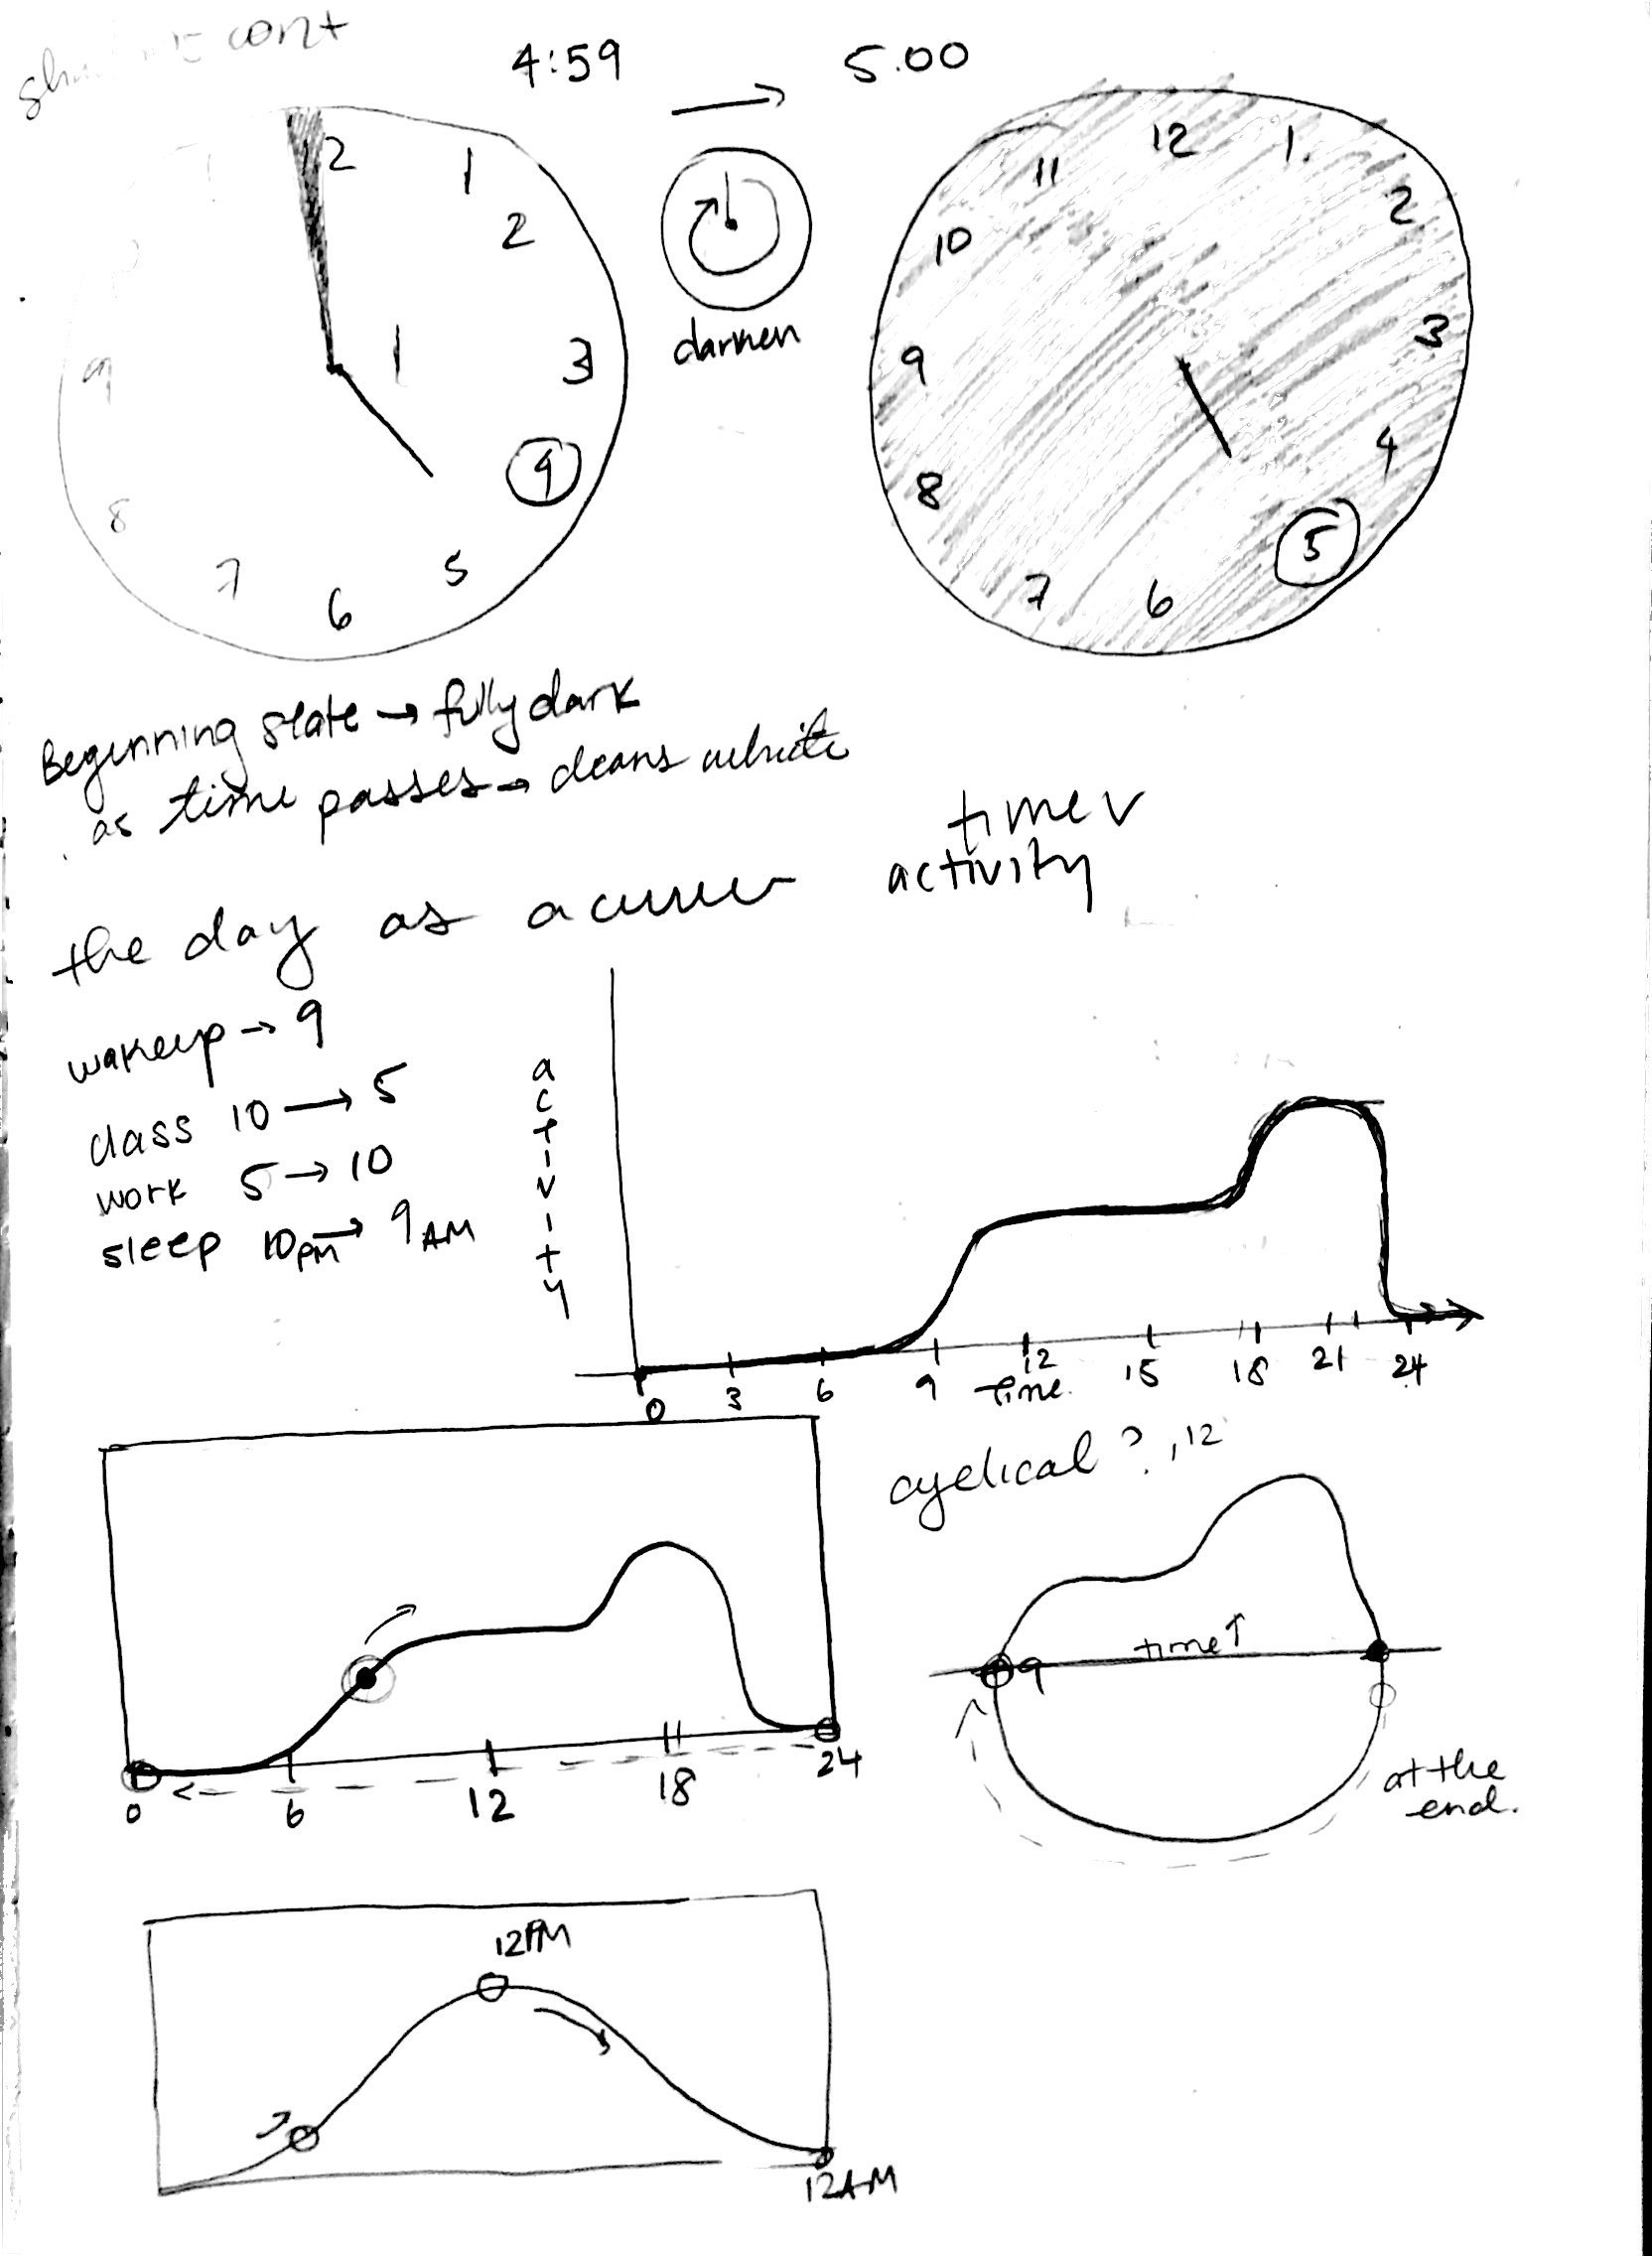 cont
4:59 → 5.00
12
1
2
3
9
5
6
7
8
9
1
darken
12
1
2
3
4
5
6
7
8
9
10
11
Beginning state → fully dark
as time passes → cleans white
the day as a curve
time v
activity
wakeup → 9
class 10 → 5
work 5 → 10
sleep 10PM → 9AM
activity
0 3 6 9 12 15 18 21 24
time
cyclical? , 12
0 6 12 18 24
9 time ↑
at the
end.
12PM
12AM